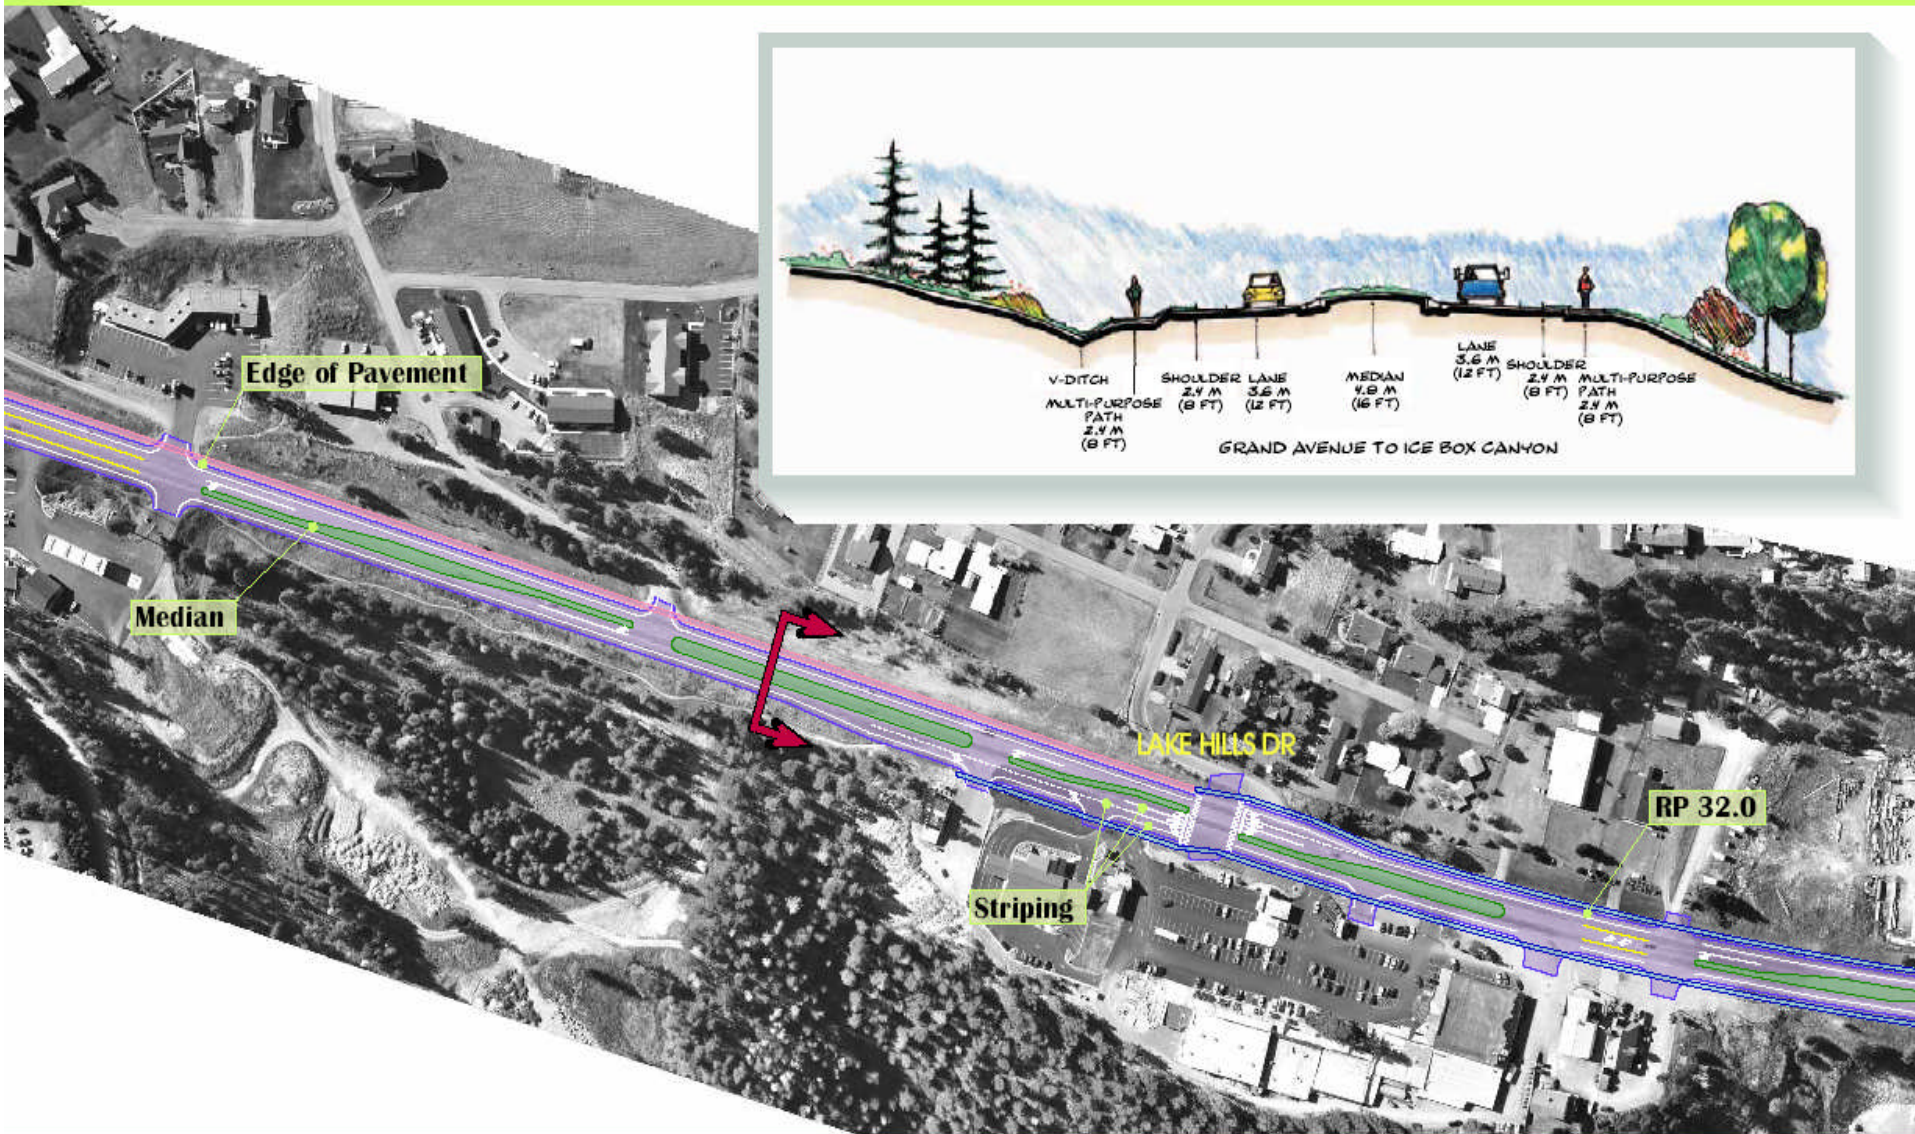 LANE
3.6 M
(12 FT)
V-DITCH
MULTI-PURPOSE
PATH
2.4 M
(8 FT)
SHOULDER
2.4 M
(8 FT)
LANE
3.6 M
(12 FT)
MEDIAN
4.8 M
(16 FT)
SHOULDER
2.4 M
(8 FT)
MULTI-PURPOSE
PATH
2.4 M
(8 FT)
GRAND AVENUE TO ICE BOX CANYON
Edge of Pavement
Median
LAKE HILLS DR
RP 32.0
Striping